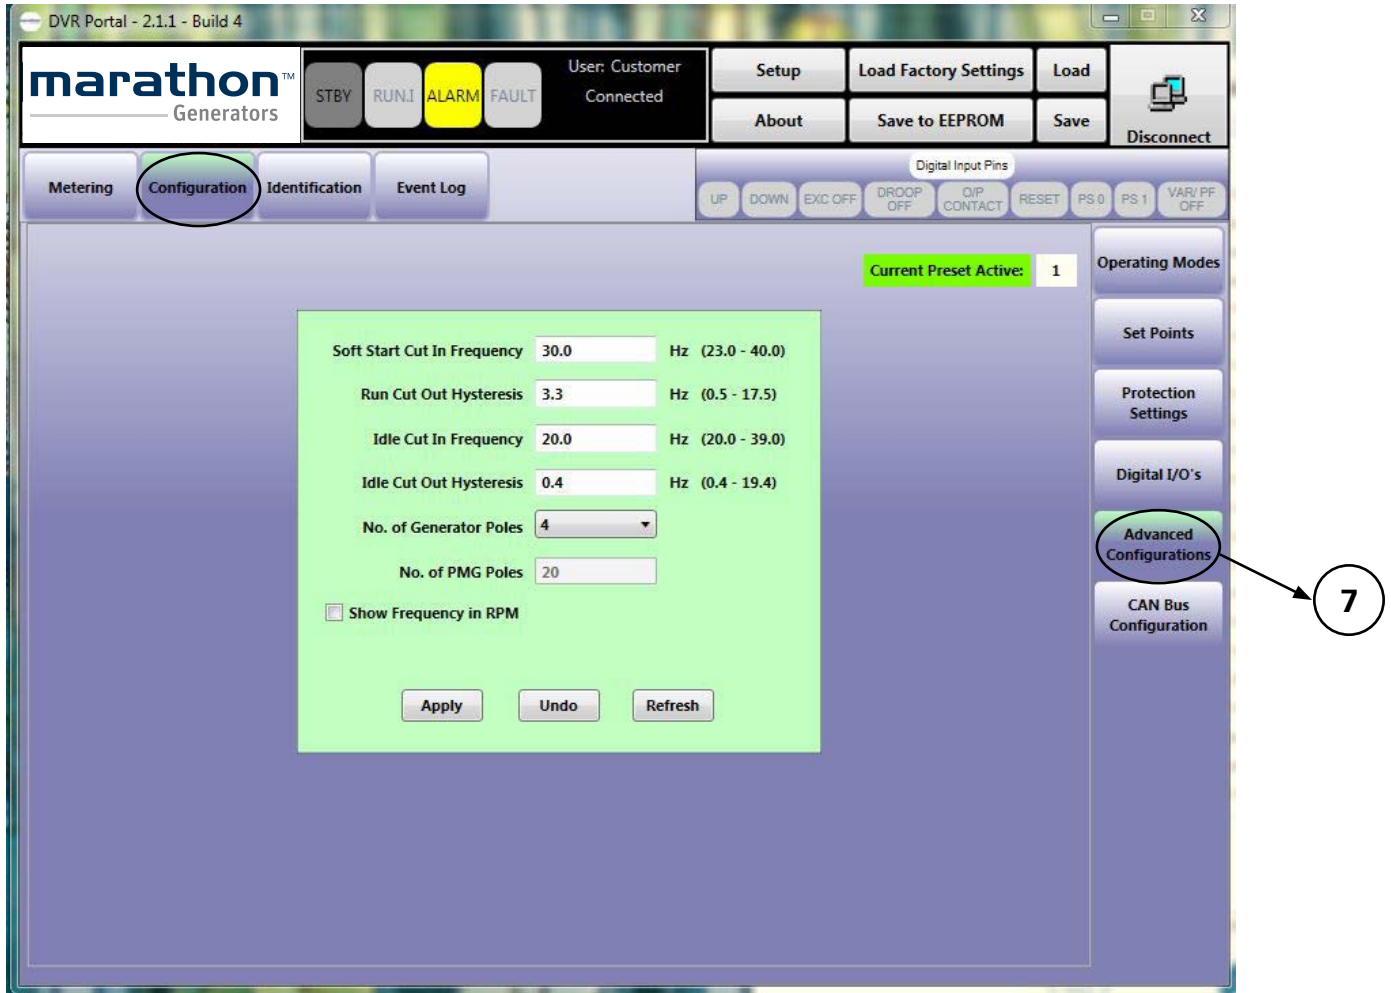 DVR Portal - 2.1.1 - Build 4
marathon™
Generators
STBY RUN.I ALARM FAULT
User: Customer
Connected
Setup Load Factory Settings Load
About Save to EEPROM Save
Disconnect
Metering Configuration Identification Event Log
Digital Input Pins
UP DOWN EXC OFF DROOP OFF O/P CONTACT RESET PS 0 PS 1 VAR/ PF OFF
Current Preset Active: 1
Operating Modes
Set Points
Protection
Settings
Digital I/O's
Advanced
Configurations
CAN Bus
Configuration
7
Soft Start Cut In Frequency 30.0 Hz (23.0 - 40.0)
Run Cut Out Hysteresis 3.3 Hz (0.5 - 17.5)
Idle Cut In Frequency 20.0 Hz (20.0 - 39.0)
Idle Cut Out Hysteresis 0.4 Hz (0.4 - 19.4)
No. of Generator Poles 4
No. of PMG Poles 20
Show Frequency in RPM
Apply Undo Refresh